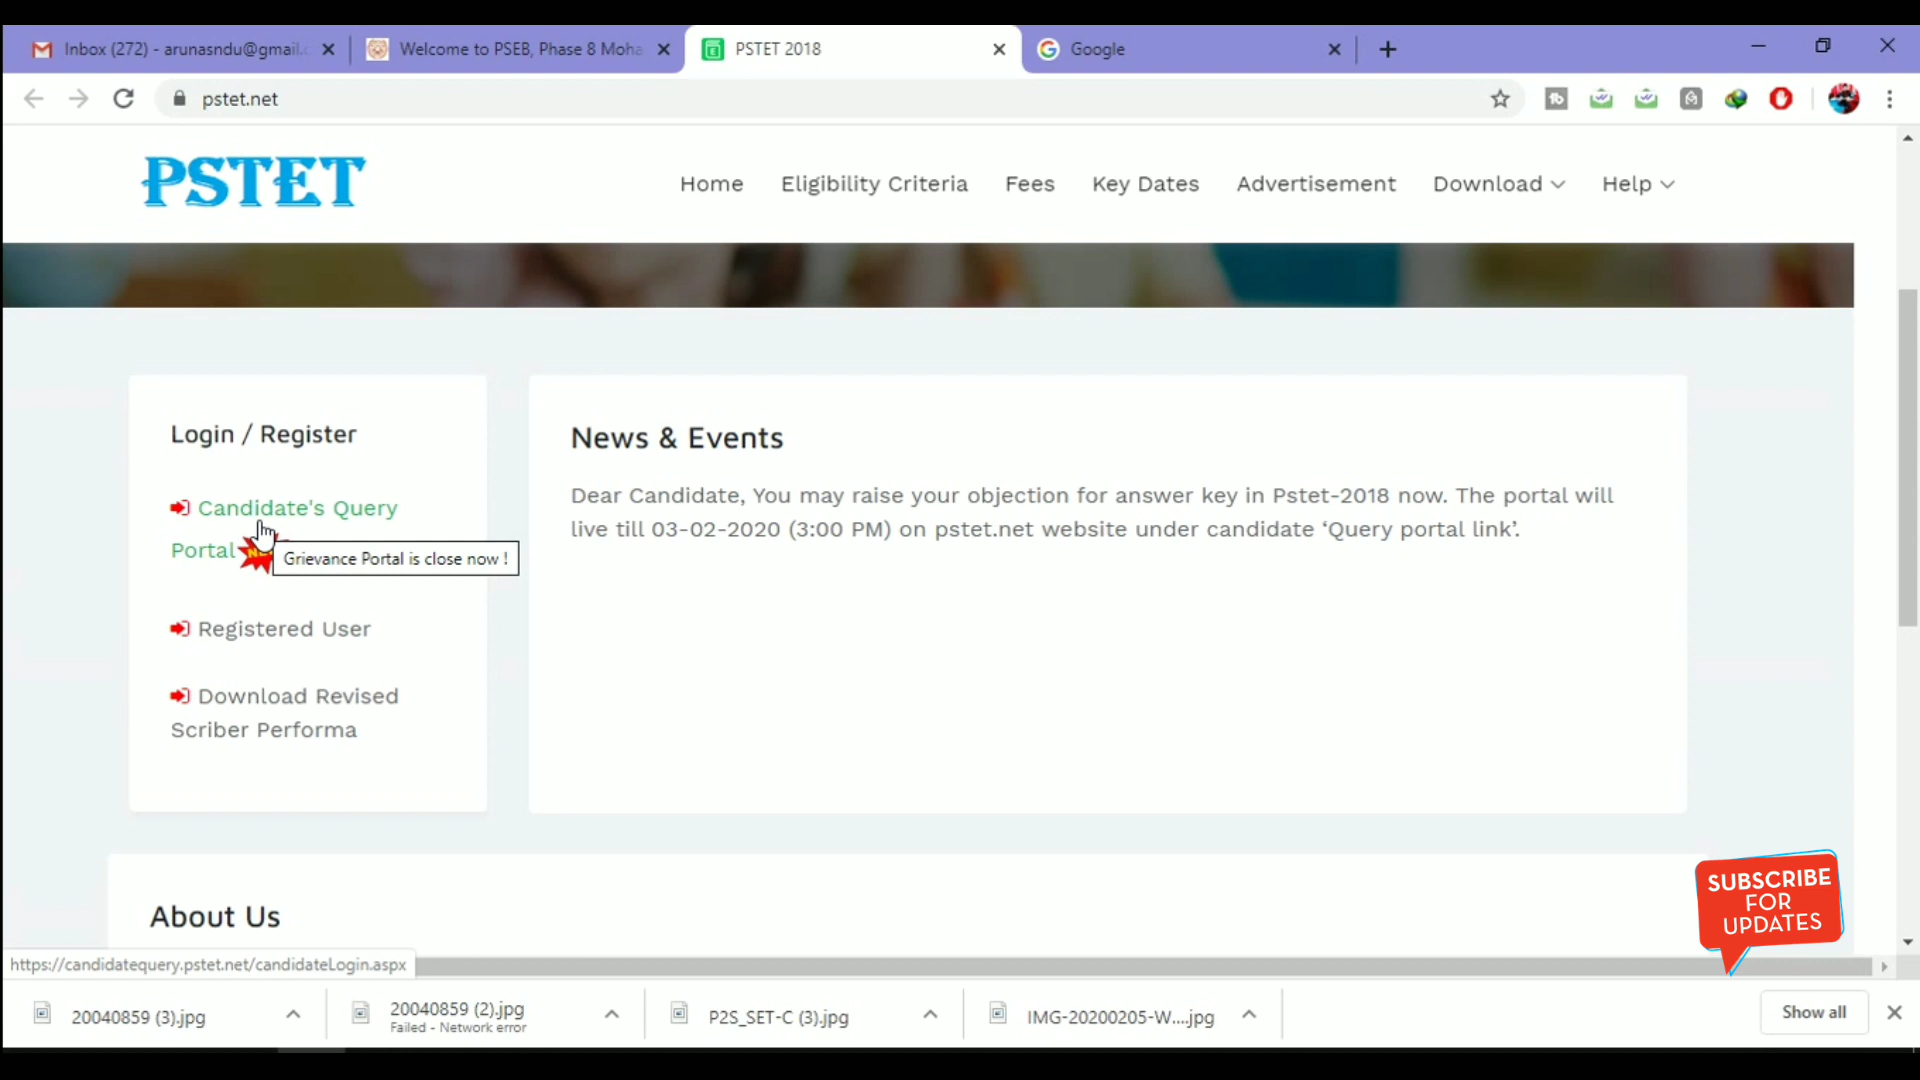 Inbox (272) - arunasndu@gmail.
Welcome to PSEB, Phase 8 Moha
PSTET 2018
Google
pstet.net
PSTET
Home
Eligibility Criteria
Fees
Key Dates
Advertisement
Download
Help
Login / Register
Candidate's Query
Portal
Grievance Portal is close now !
Registered User
Download Revised
Scriber Performa
News & Events
Dear Candidate, You may raise your objection for answer key in Pstet-2018 now. The portal will
live till 03-02-2020 (3:00 PM) on pstet.net website under candidate ‘Query portal link’.
About Us
SUBSCRIBE
FOR
UPDATES
https://candidatequery.pstet.net/candidateLogin.aspx
20040859 (3).jpg
20040859 (2).jpg
Failed - Network error
P2S_SET-C (3).jpg
IMG-20200205-W....jpg
Show all